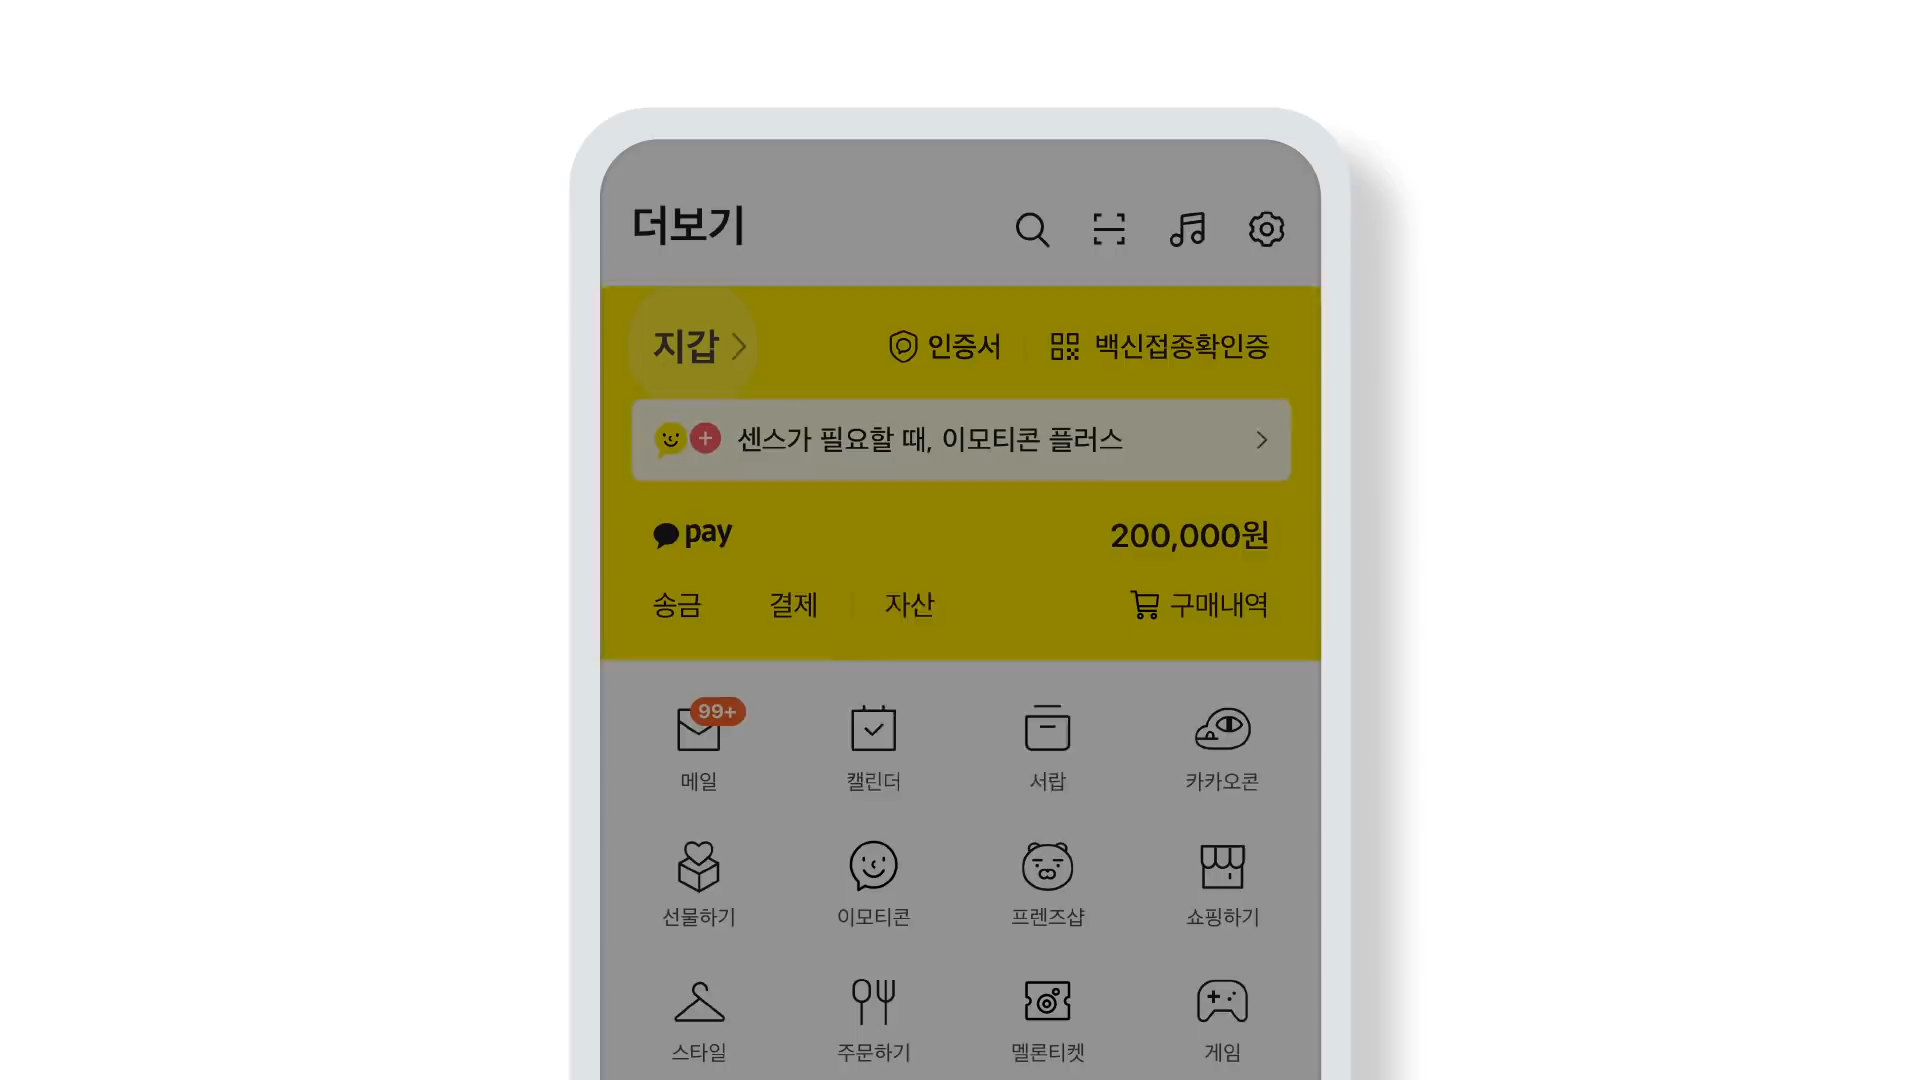 더보기
지갑 인증서 백신접종확인증
센스가 필요할 때, 이모티콘 플러스
pay 200,000원
송금 결제 자산 구매내역
99+
메일 캘린더 서랍 카카오콘
선물하기 이모티콘 프렌즈샵 쇼핑하기
스타일 주문하기 멜론티켓 게임